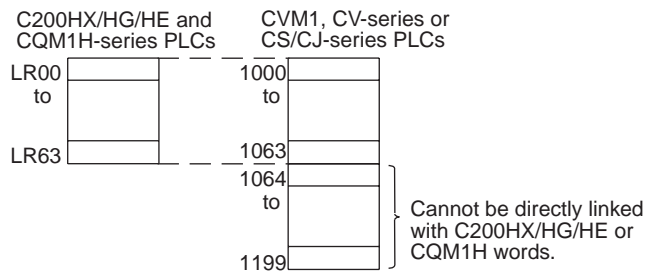 C200HX/HG/HE and
CQM1H-series PLCs
CVM1, CV-series or
CS/CJ-series PLCs
LR00
to
LR63
1000
to
1063
1064
to
1199
Cannot be directly linked
with C200HX/HG/HE or
CQM1H words.